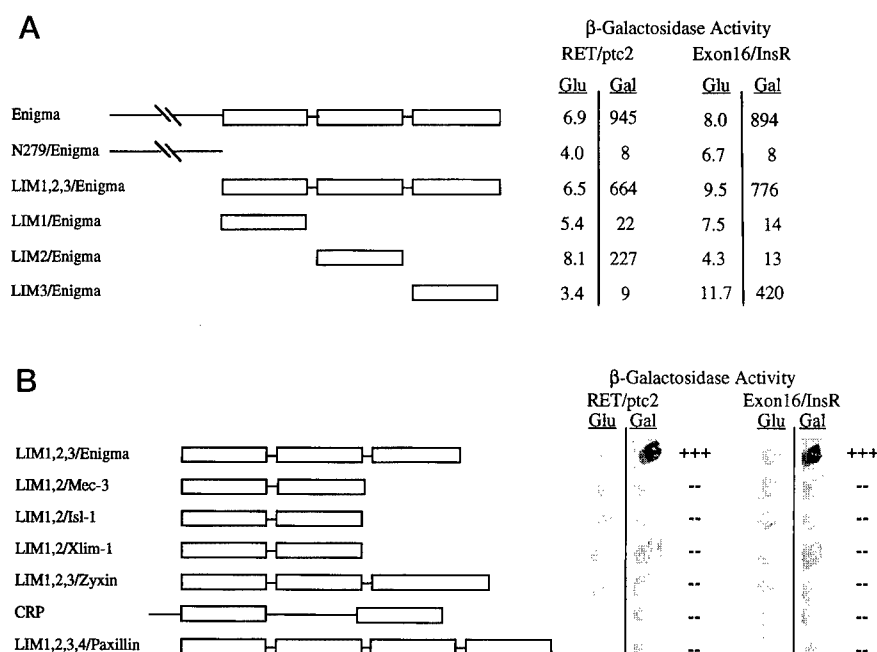 A
β-Galactosidase Activity
RET/ptc2 Exon16/InsR
Glu Gal Glu Gal
Enigma 6.9 945 8.0 894
N279/Enigma 4.0 8 6.7 8
LIM1,2,3/Enigma 6.5 664 9.5 776
LIM1/Enigma 5.4 22 7.5 14
LIM2/Enigma 8.1 227 4.3 13
LIM3/Enigma 3.4 9 11.7 420
B
β-Galactosidase Activity
RET/ptc2 Exon16/InsR
Glu Gal Glu Gal
LIM1,2,3/Enigma +++ +++
LIM1,2/Mec-3 -- --
LIM1,2/Isl-1 -- --
LIM1,2/Xlim-1 -- --
LIM1,2,3/Zyxin -- --
CRP -- --
LIM1,2,3,4/Paxillin -- --